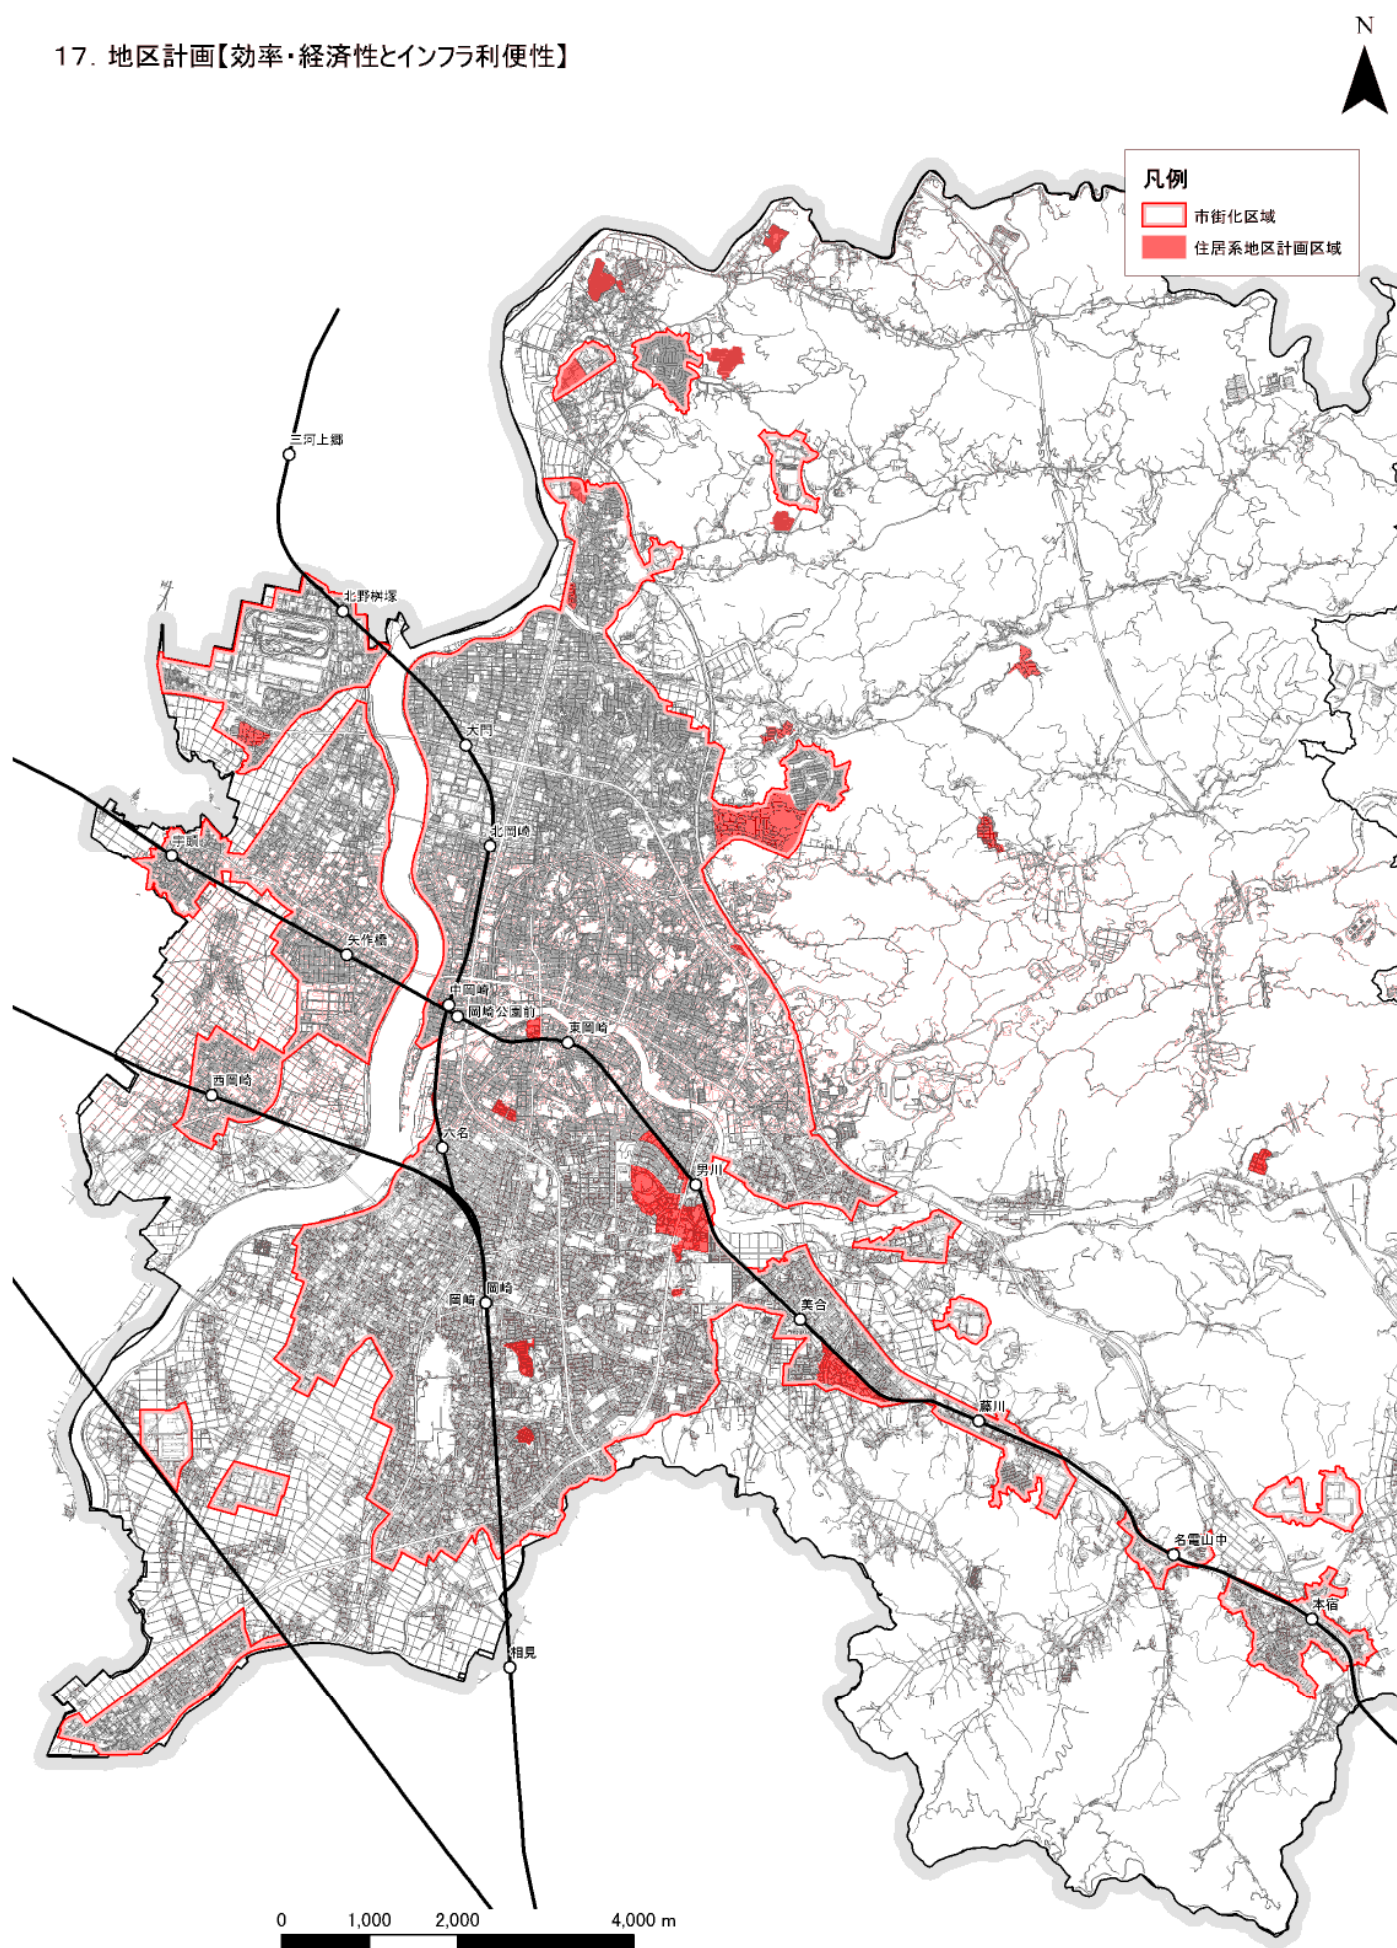 17. 地区計画【効率・経済性とインフラ利便性】
N
凡例
市街化区域
住居系地区計画区域
三河上郷
北野桝塚
大門
北岡崎
宇頭
矢作橋
中岡崎
岡崎公園前
東岡崎
西岡崎
六名
男川
岡崎
岡崎
美合
藤川
名電山中
本宿
相見
0 1,000 2,000 4,000 m